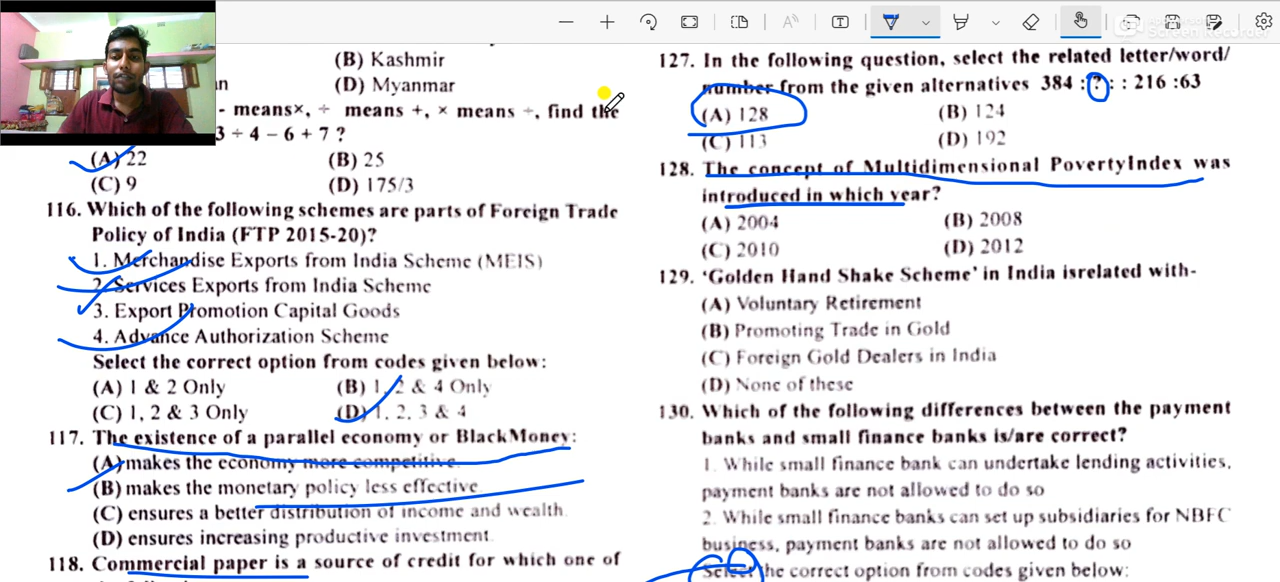 (B) Kashmir
(D) Myanmar
- means×, ÷ means +, × means ÷, find the
3 ÷ 4 – 6 + 7 ?
(A) 22
(B) 25
(C) 9
(D) 175/3
116. Which of the following schemes are parts of Foreign Trade
Policy of India (FTP 2015-20)?
1. Merchandise Exports from India Scheme (MEIS)
2. Services Exports from India Scheme
3. Export Promotion Capital Goods
4. Advance Authorization Scheme
Select the correct option from codes given below:
(A) 1 & 2 Only
(B) 1, 2 & 4 Only
(C) 1, 2 & 3 Only
(D) 1, 2, 3 & 4
117. The existence of a parallel economy or BlackMoney:
(A) makes the economy more competitive.
(B) makes the monetary policy less effective
(C) ensures a better distribution of income and wealth.
(D) ensures increasing productive investment.
118. Commercial paper is a source of credit for which one of
127. In the following question, select the related letter/word/
number from the given alternatives 384 : ? : : 216 :63
(A) 128
(B) 124
(C) 113
(D) 192
128. The concept of Multidimensional PovertyIndex was
introduced in which year?
(A) 2004
(B) 2008
(C) 2010
(D) 2012
129. ‘Golden Hand Shake Scheme’ in India isrelated with-
(A) Voluntary Retirement
(B) Promoting Trade in Gold
(C) Foreign Gold Dealers in India
(D) None of these
130. Which of the following differences between the payment
banks and small finance banks is/are correct?
1. While small finance bank can undertake lending activities,
payment banks are not allowed to do so
2. While small finance banks can set up subsidiaries for NBFC
business, payment banks are not allowed to do so
Select the correct option from codes given below: